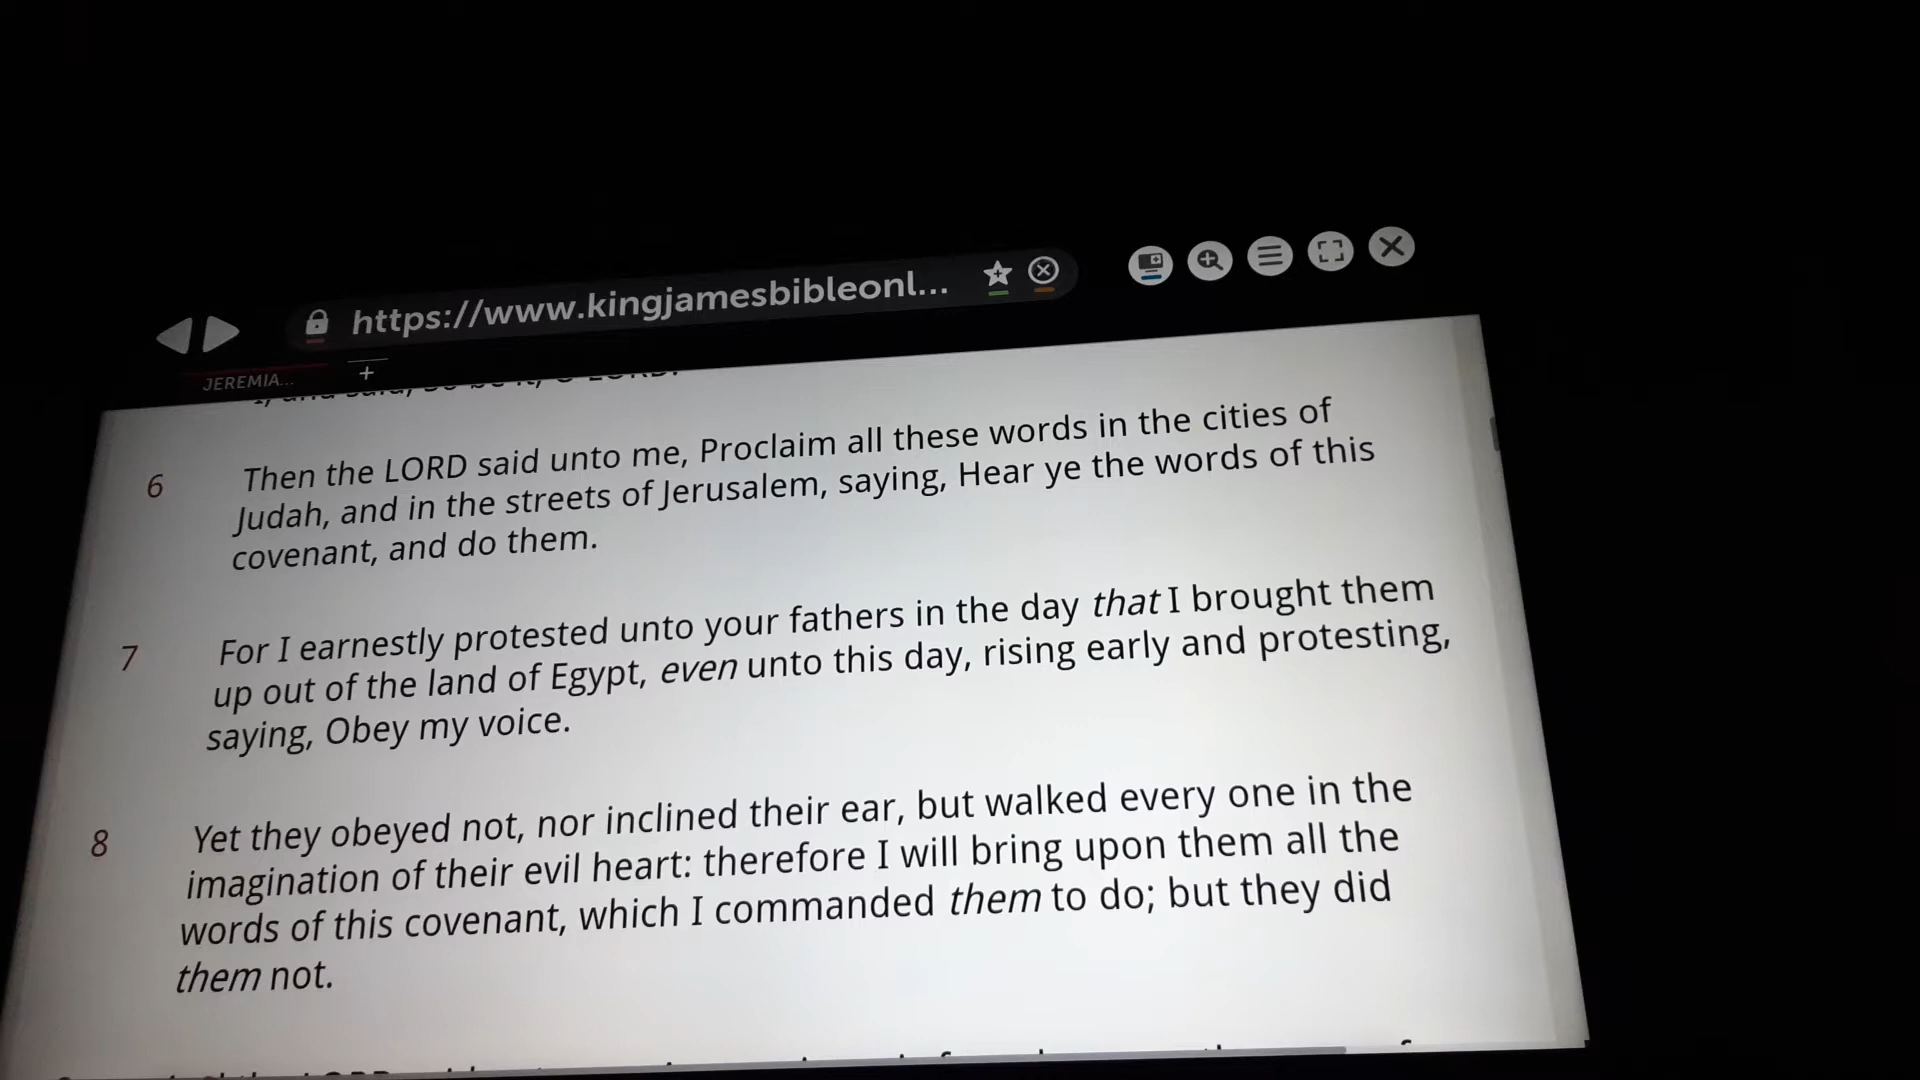 https://www.kingjamesbibleonl...
JEREMIA...
+
6 Then the LORD said unto me, Proclaim all these words in the cities of
Judah, and in the streets of Jerusalem, saying, Hear ye the words of this
covenant, and do them.
7 For I earnestly protested unto your fathers in the day that I brought them
up out of the land of Egypt, even unto this day, rising early and protesting,
saying, Obey my voice.
8 Yet they obeyed not, nor inclined their ear, but walked every one in the
imagination of their evil heart: therefore I will bring upon them all the
words of this covenant, which I commanded them to do; but they did
them not.